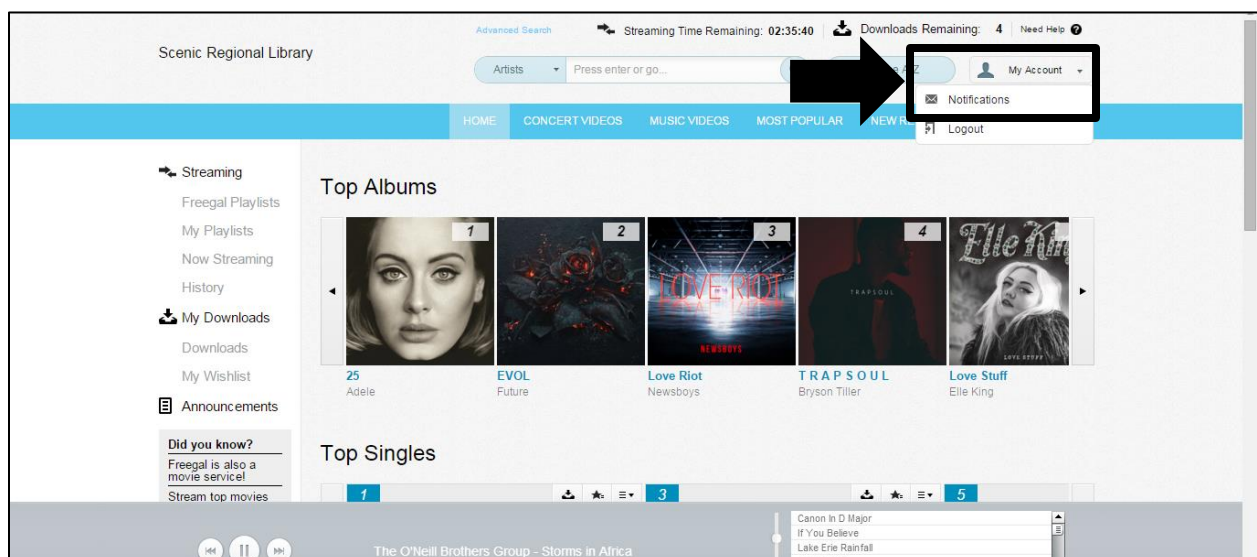 Advanced Search
Streaming Time Remaining: 02:35:40
Downloads Remaining: 4
Need Help
Scenic Regional Library
Artists
Press enter or go...
My Account
Notifications
Logout
HOME
CONCERT VIDEOS
MUSIC VIDEOS
MOST POPULAR
Streaming
Freegal Playlists
My Playlists
Now Streaming
History
My Downloads
Downloads
My Wishlist
Announcements
Did you know?
Freegal is also a
movie service!
Stream top movies
Top Albums
1
2
LOVE RIOT
NEWSBOYS
3
TRAPSOUL
4
Elle King
LOVE STUFF
25
Adele
EVOL
Future
Love Riot
Newsboys
T R A P S O U L
Bryson Tiller
Love Stuff
Elle King
Top Singles
1
3
5
The O'Neill Brothers Group - Storms in Africa
Canon In D Major
If You Believe
Lake Erie Rainfall